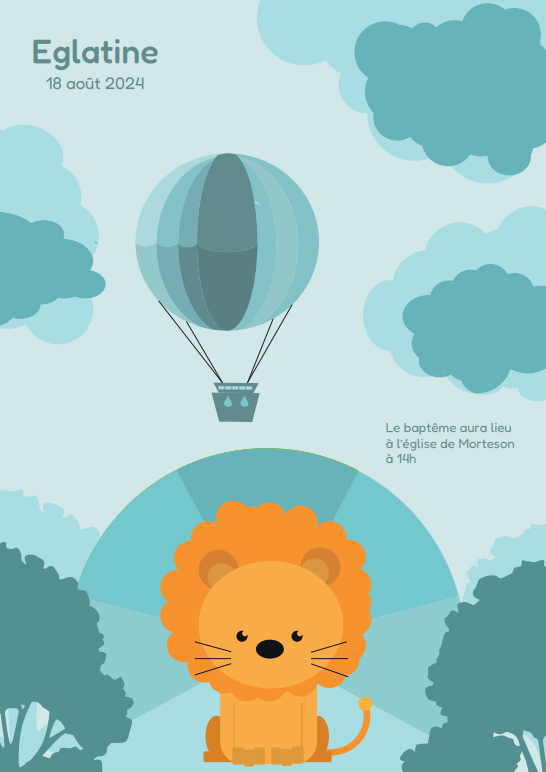 Eglatine
18 août 2024
Le baptême aura lieu
à l'église de Morteson
à 14h